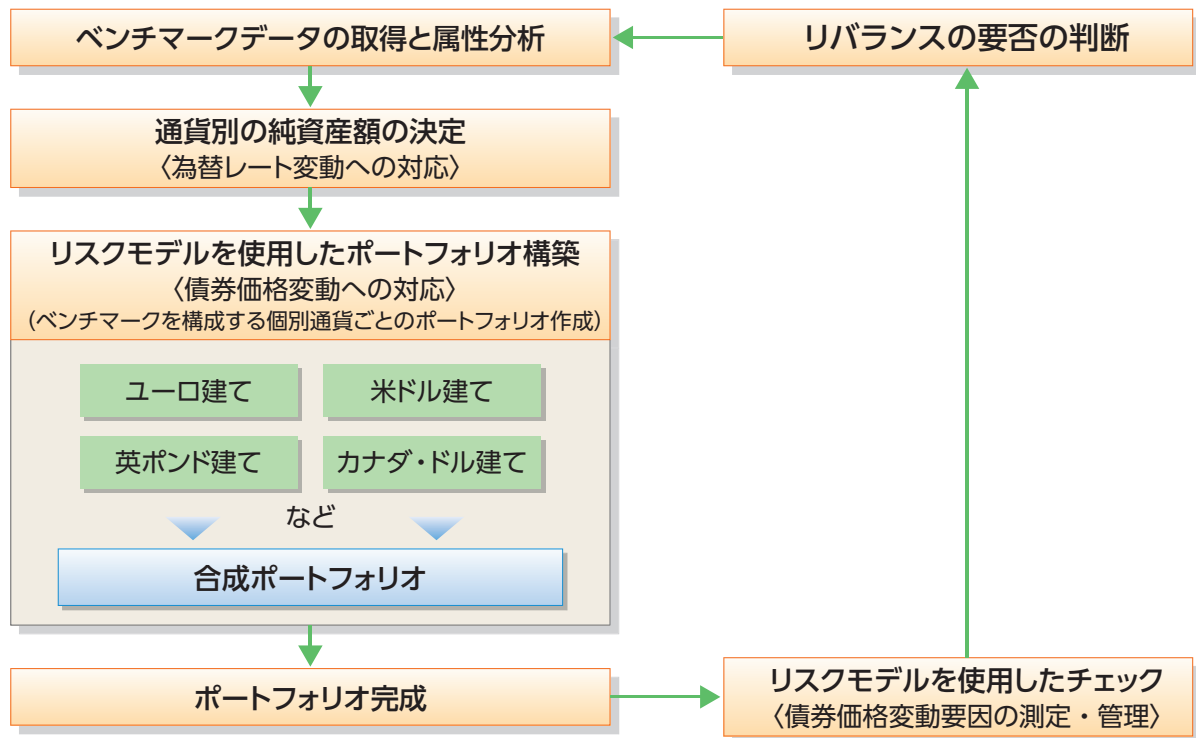 ベンチマークデータの取得と属性分析
リバランスの要否の判断
通貨別の純資産額の決定
〈為替レート変動への対応〉
リスクモデルを使用したポートフォリオ構築
〈債券価格変動への対応〉
（ベンチマークを構成する個別通貨ごとのポートフォリオ作成）
ユーロ建て
米ドル建て
英ポンド建て
カナダ・ドル建て
など
合成ポートフォリオ
ポートフォリオ完成
リスクモデルを使用したチェック
〈債券価格変動要因の測定・管理〉